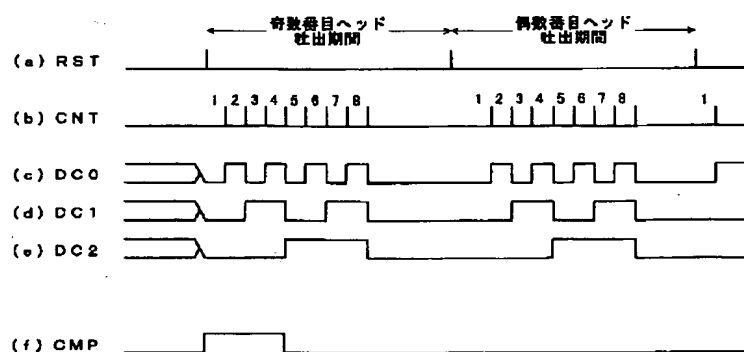 奇数番目ヘッド 偶数番目ヘッド
吐出期間 吐出期間
(a) RST
1 2 3 4 5 6 7 8 1 2 3 4 5 6 7 8 1
(b) CNT
(c) DC0
(d) DC1
(e) DC2
(f) CMP